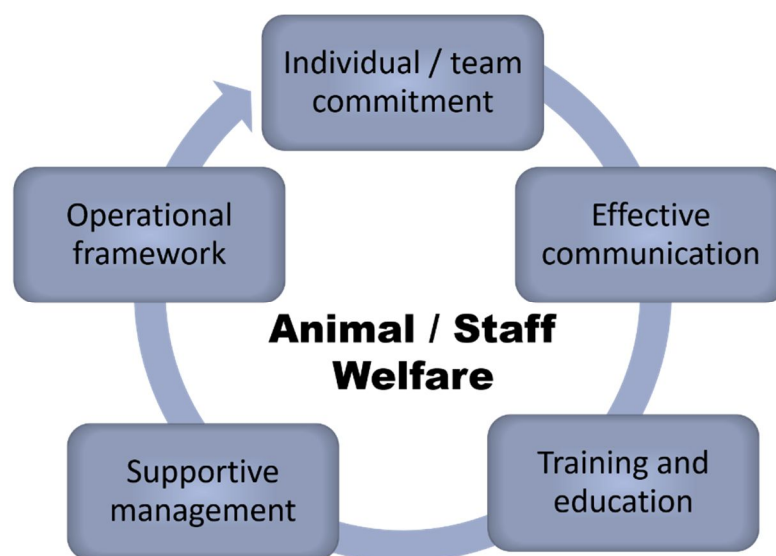 Individual / team
commitment
Effective
communication
Training and
education
Supportive
management
Operational
framework
Animal / Staff
Welfare